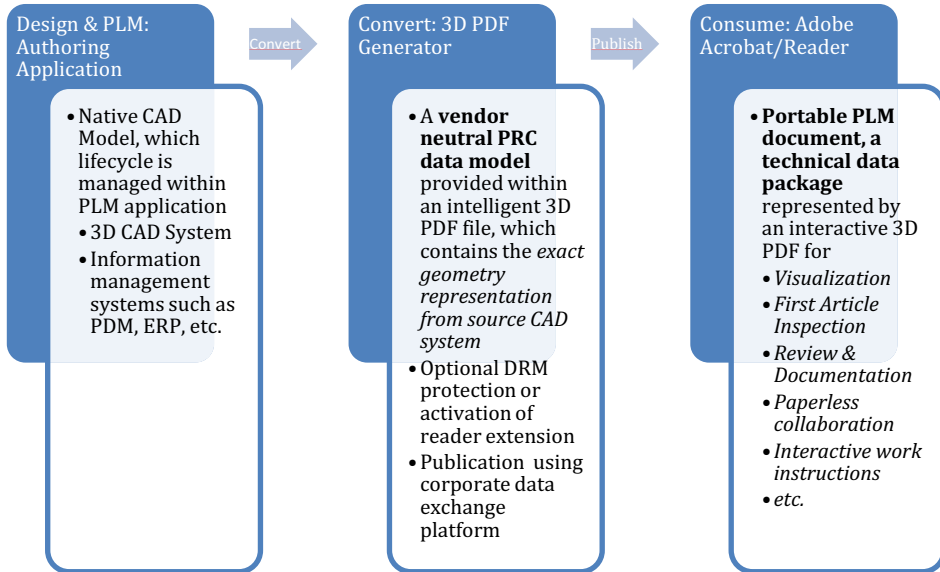 Design & PLM:
Authoring
Application
• Native CAD
Model, which
lifecycle is
managed within
PLM application
• 3D CAD System
• Information
management
systems such as
PDM, ERP, etc.
Convert
Convert: 3D PDF
Generator
• A vendor
neutral PRC
data model
provided within
an intelligent 3D
PDF file, which
contains the exact
geometry
representation
from source CAD
system
• Optional DRM
protection or
activation of
reader extension
• Publication using
corporate data
exchange
platform
Publish
Consume: Adobe
Acrobat/Reader
• Portable PLM
document, a
technical data
package
represented by
an interactive 3D
PDF for
• Visualization
• First Article
Inspection
• Review &
Documentation
• Paperless
collaboration
• Interactive work
instructions
• etc.